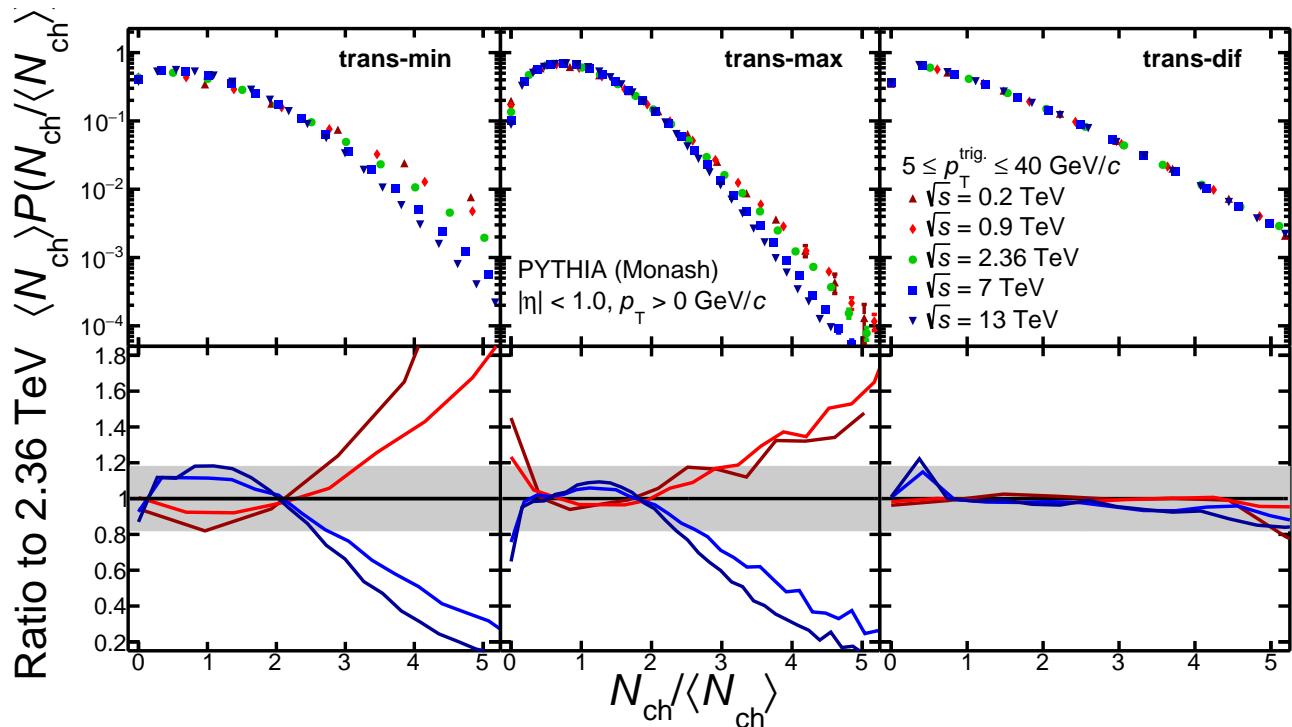 ⟨N_ch⟩P(N_ch/⟨N_ch⟩)
1
10^−1
10^−2
10^−3
10^−4
trans-min
trans-max
trans-dif
PYTHIA (Monash)
|η| < 1.0, p_T > 0 GeV/c
5 ≤ p_T^trig. ≤ 40 GeV/c
√s = 0.2 TeV
√s = 0.9 TeV
√s = 2.36 TeV
√s = 7 TeV
√s = 13 TeV
Ratio to 2.36 TeV
1.8
1.6
1.4
1.2
1
0.8
0.6
0.4
0.2
0 1 2 3 4 5
0 1 2 3 4 5
0 1 2 3 4 5
N_ch/⟨N_ch⟩